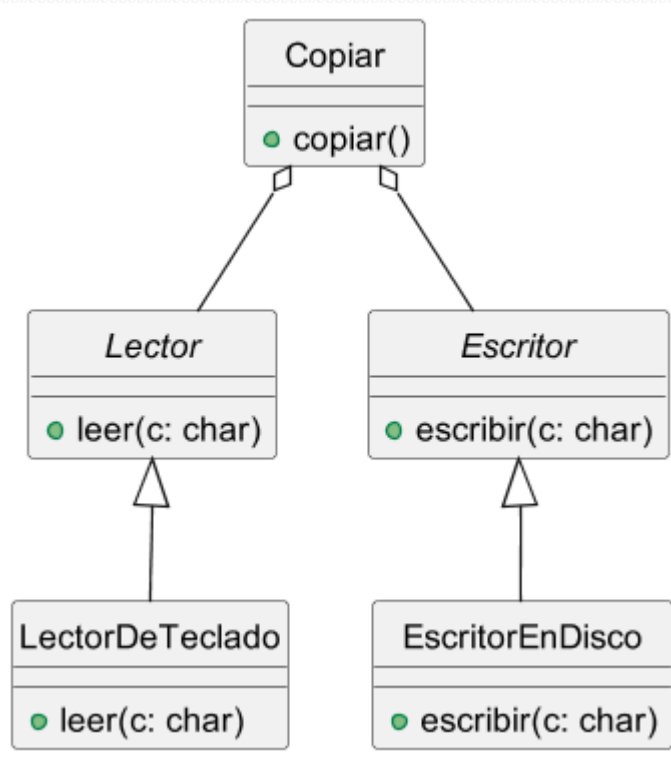 Copiar
copiar()
Lector
Escritor
leer(c: char)
escribir(c: char)
LectorDeTeclado
EscritorEnDisco
leer(c: char)
escribir(c: char)